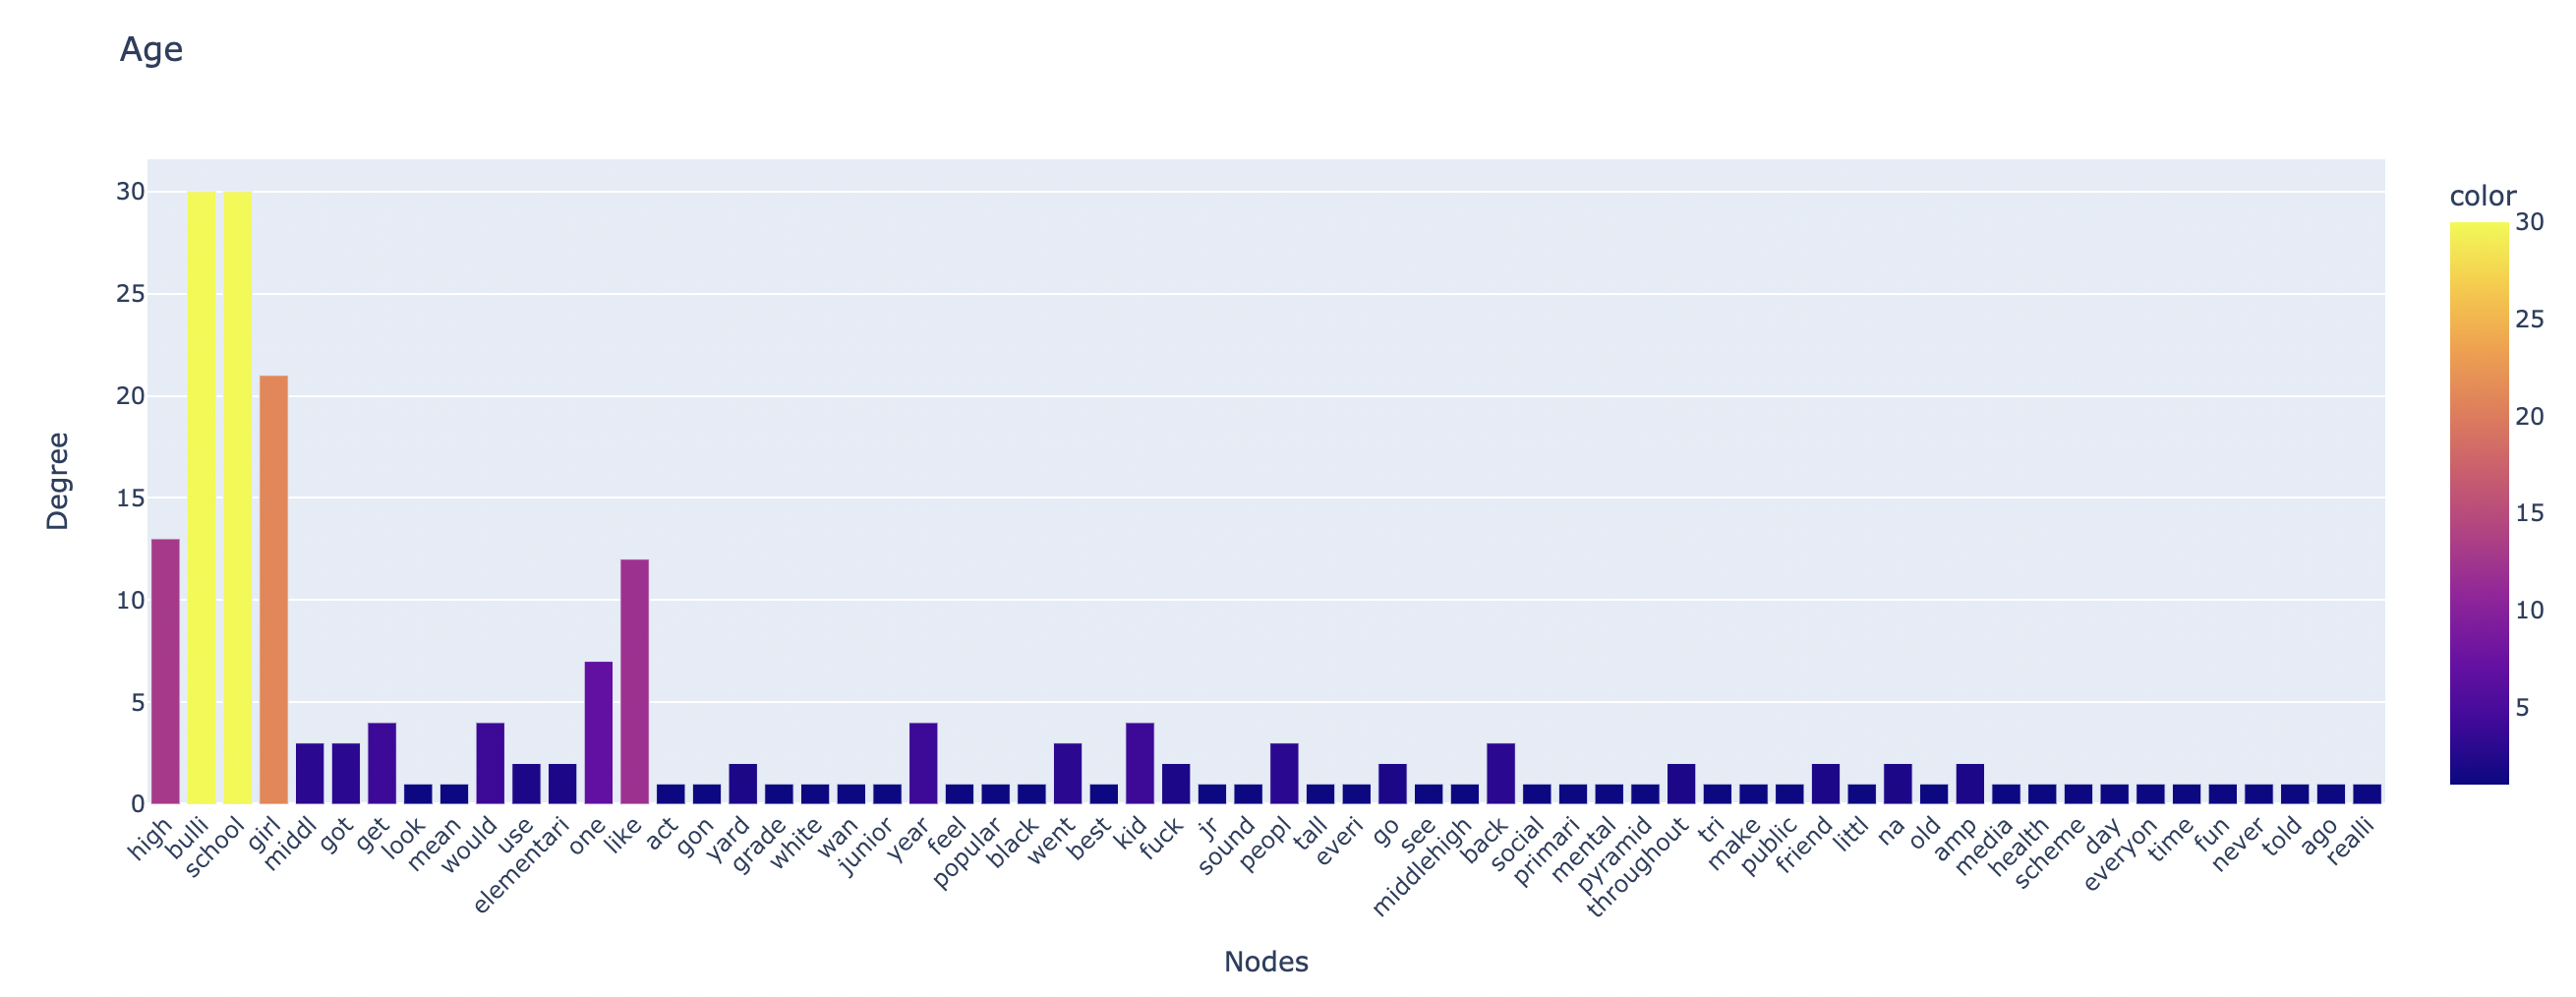 Age
Degree
30
25
20
15
10
5
0
high bulli school girl middl got get look mean would use elementari one like act gon yard grade white wan junior year feel popular black went best kid fuck jr sound peopl tall everi go see middlehigh back social primari mental pyramid throughout tri make public friend littl na old amp media health scheme day everyon time fun never told ago realli
Nodes
color
30
25
20
15
10
5